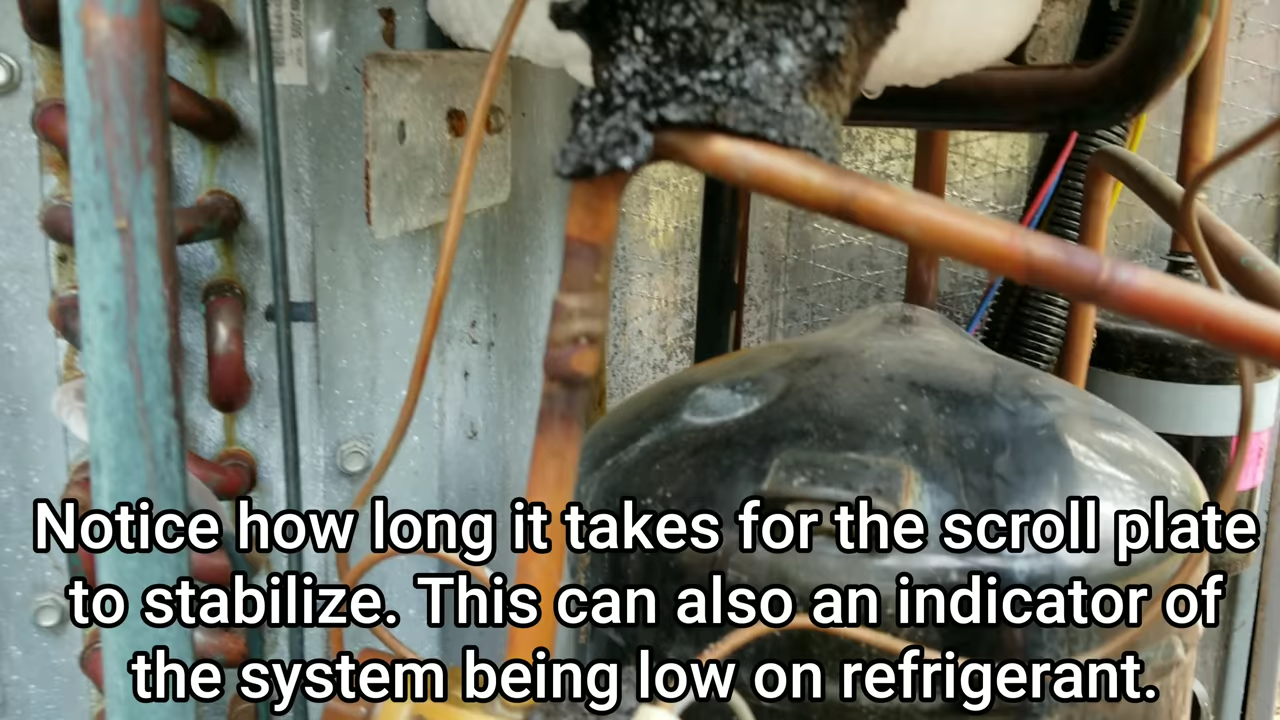 Notice how long it takes for the scroll plate
to stabilize. This can also an indicator of
the system being low on refrigerant.